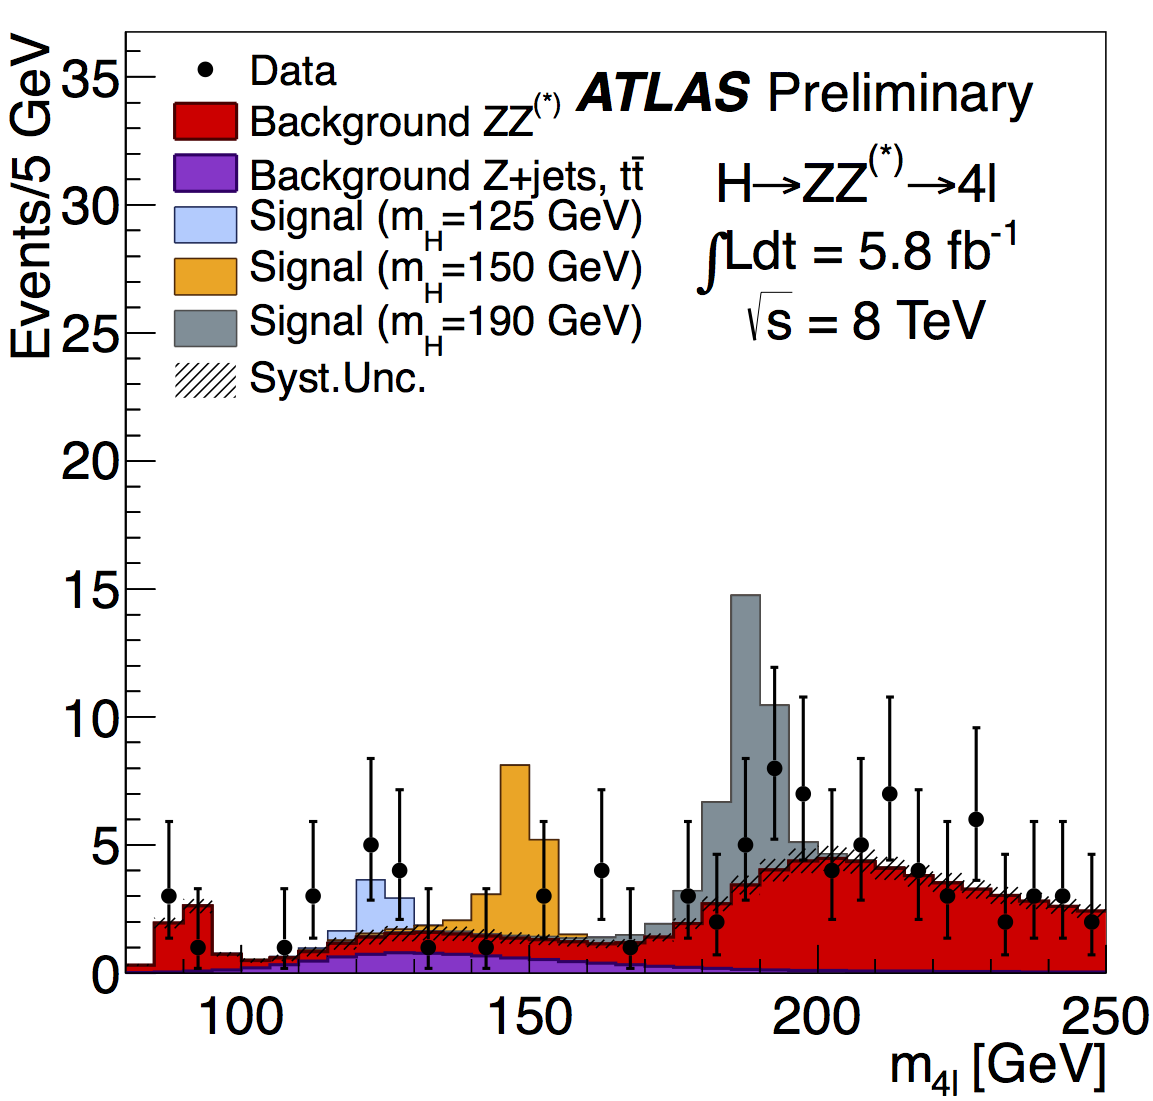 Events/5 GeV
35
30
25
20
15
10
5
0
Data
Background ZZ(*)
Background Z+jets, tt̄
Signal (mH=125 GeV)
Signal (mH=150 GeV)
Signal (mH=190 GeV)
Syst.Unc.
ATLAS Preliminary
H→ZZ(*)→4l
∫Ldt = 5.8 fb-1
√s = 8 TeV
100 150 200 250
m4l [GeV]